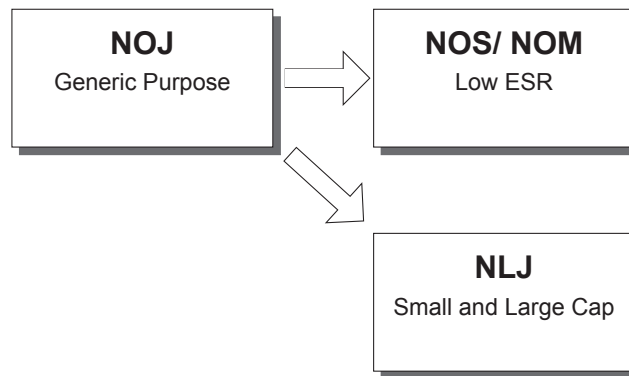 NOJ
Generic Purpose
NOS/ NOM
Low ESR
NLJ
Small and Large Cap